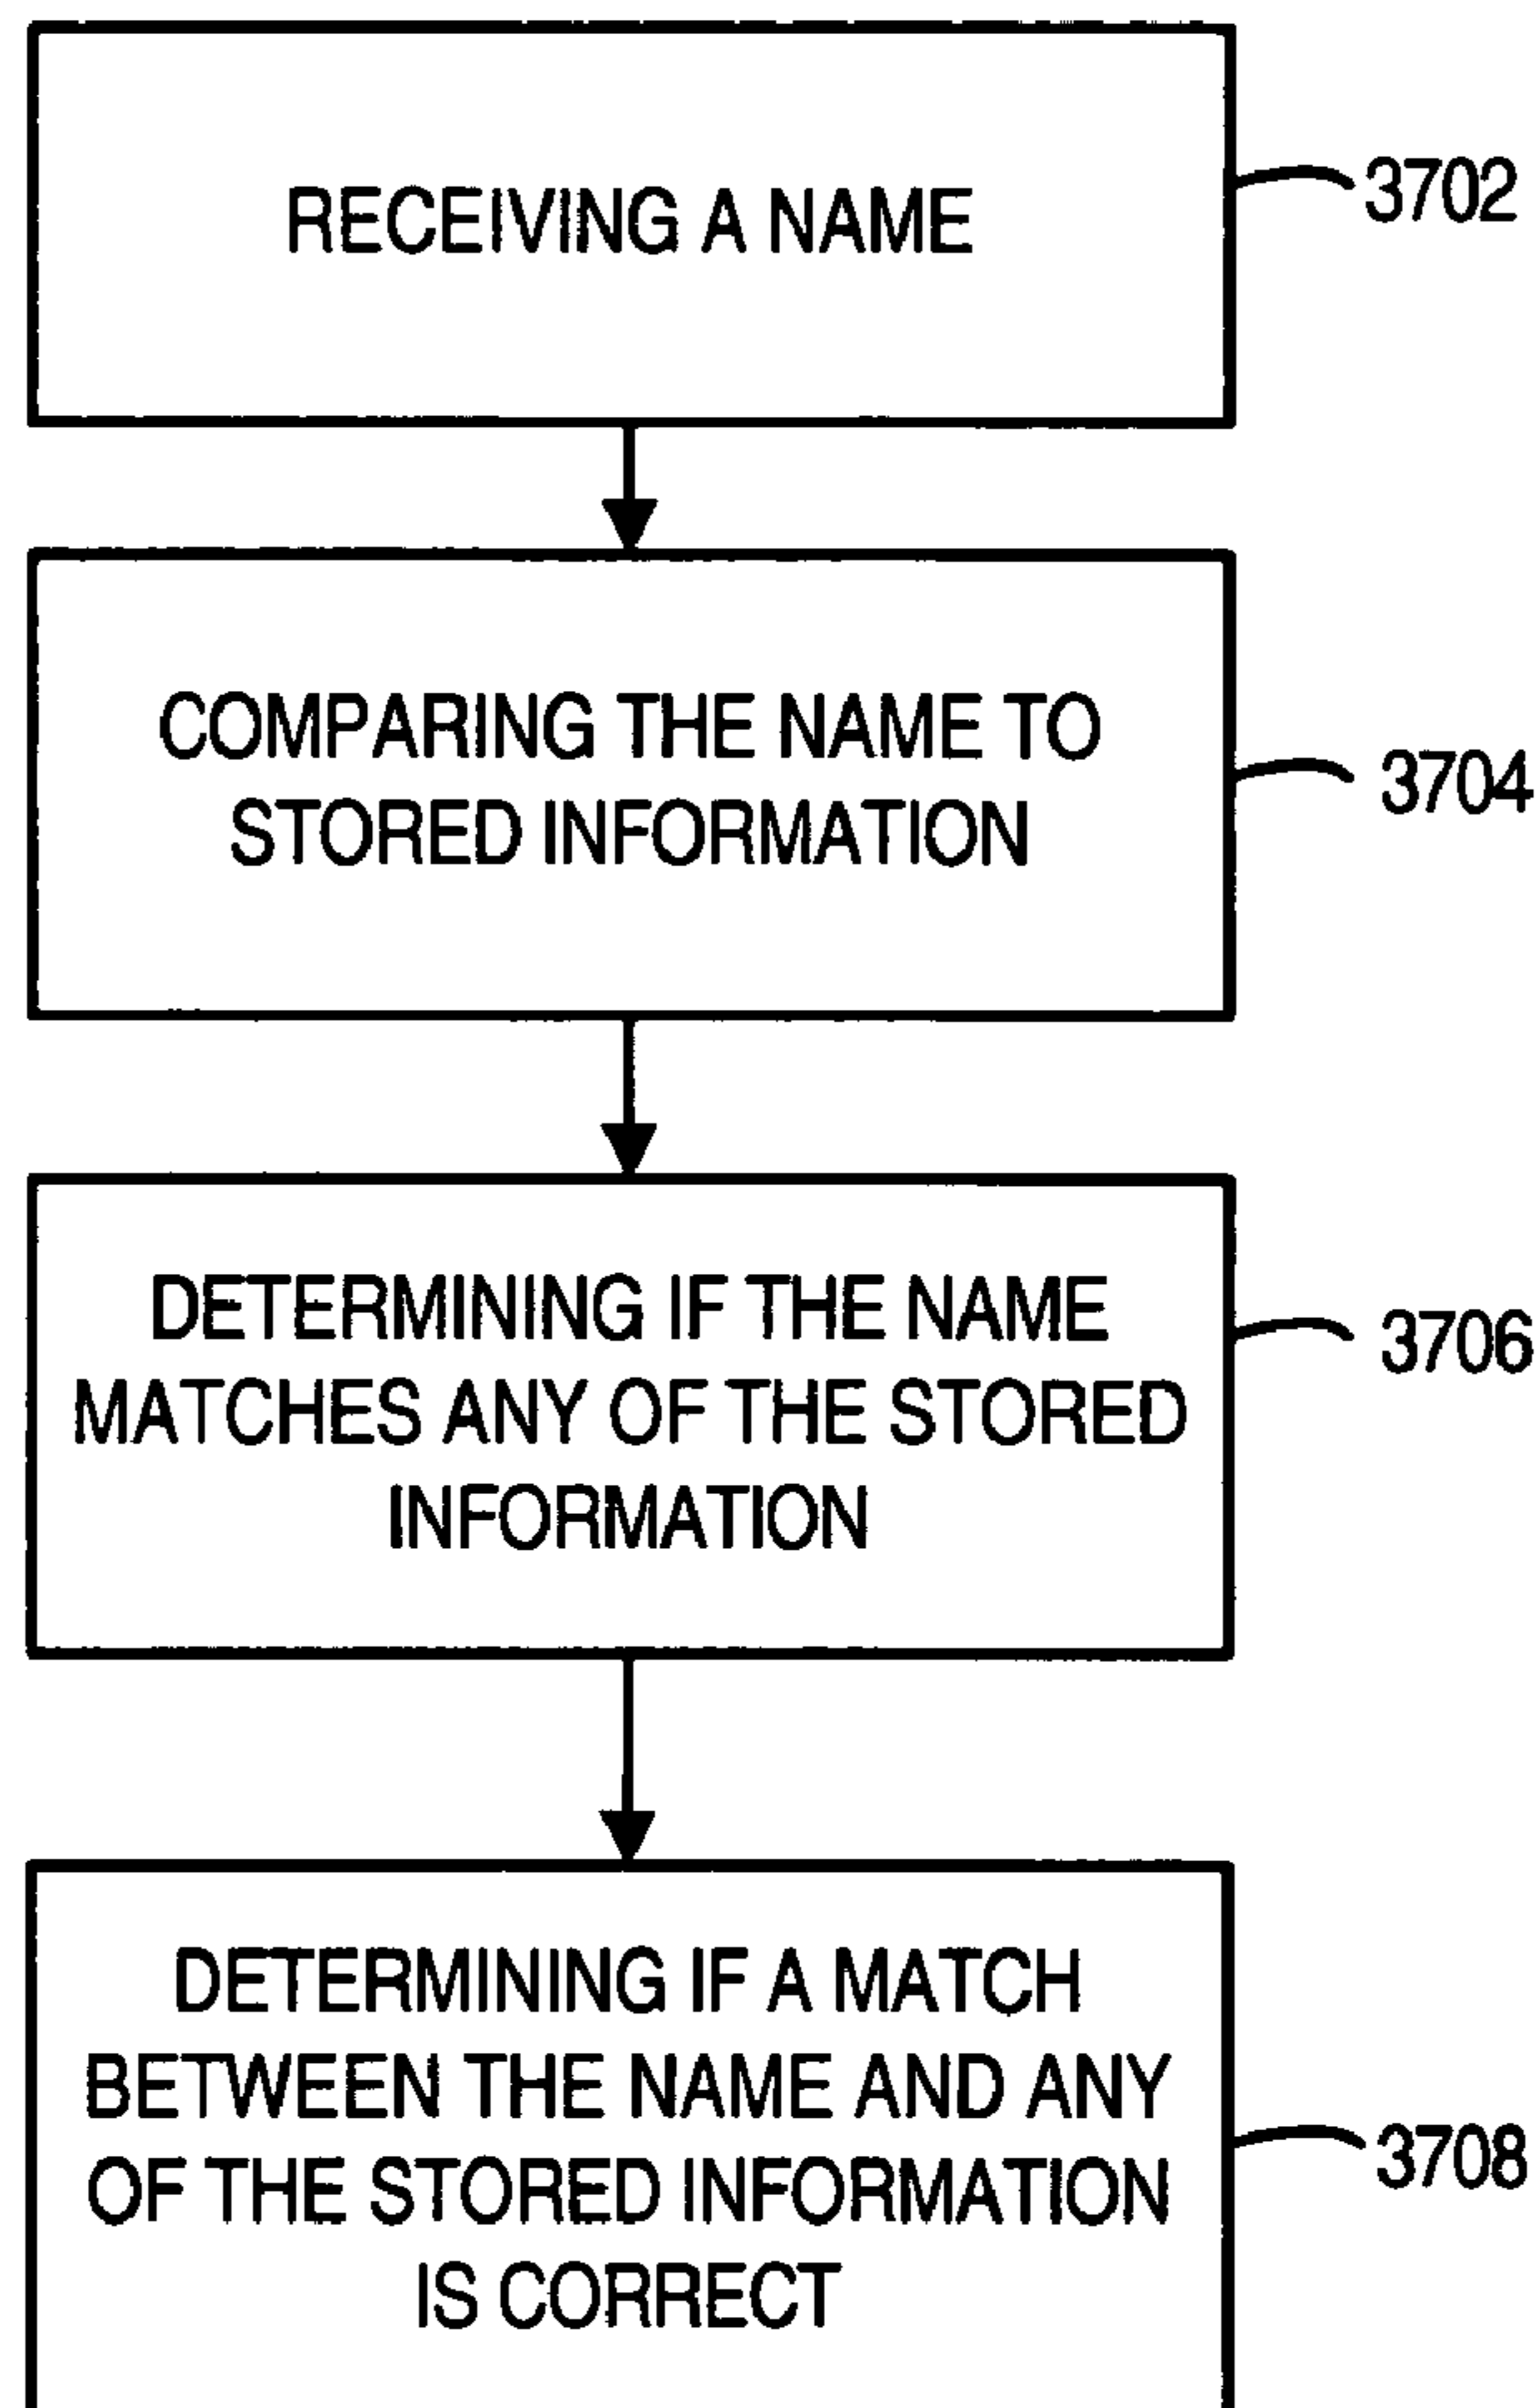 RECEIVING A NAME
3702
COMPARING THE NAME TO
STORED INFORMATION
3704
DETERMINING IF THE NAME
MATCHES ANY OF THE STORED
INFORMATION
3706
DETERMINING IF A MATCH
BETWEEN THE NAME AND ANY
OF THE STORED INFORMATION
IS CORRECT
3708